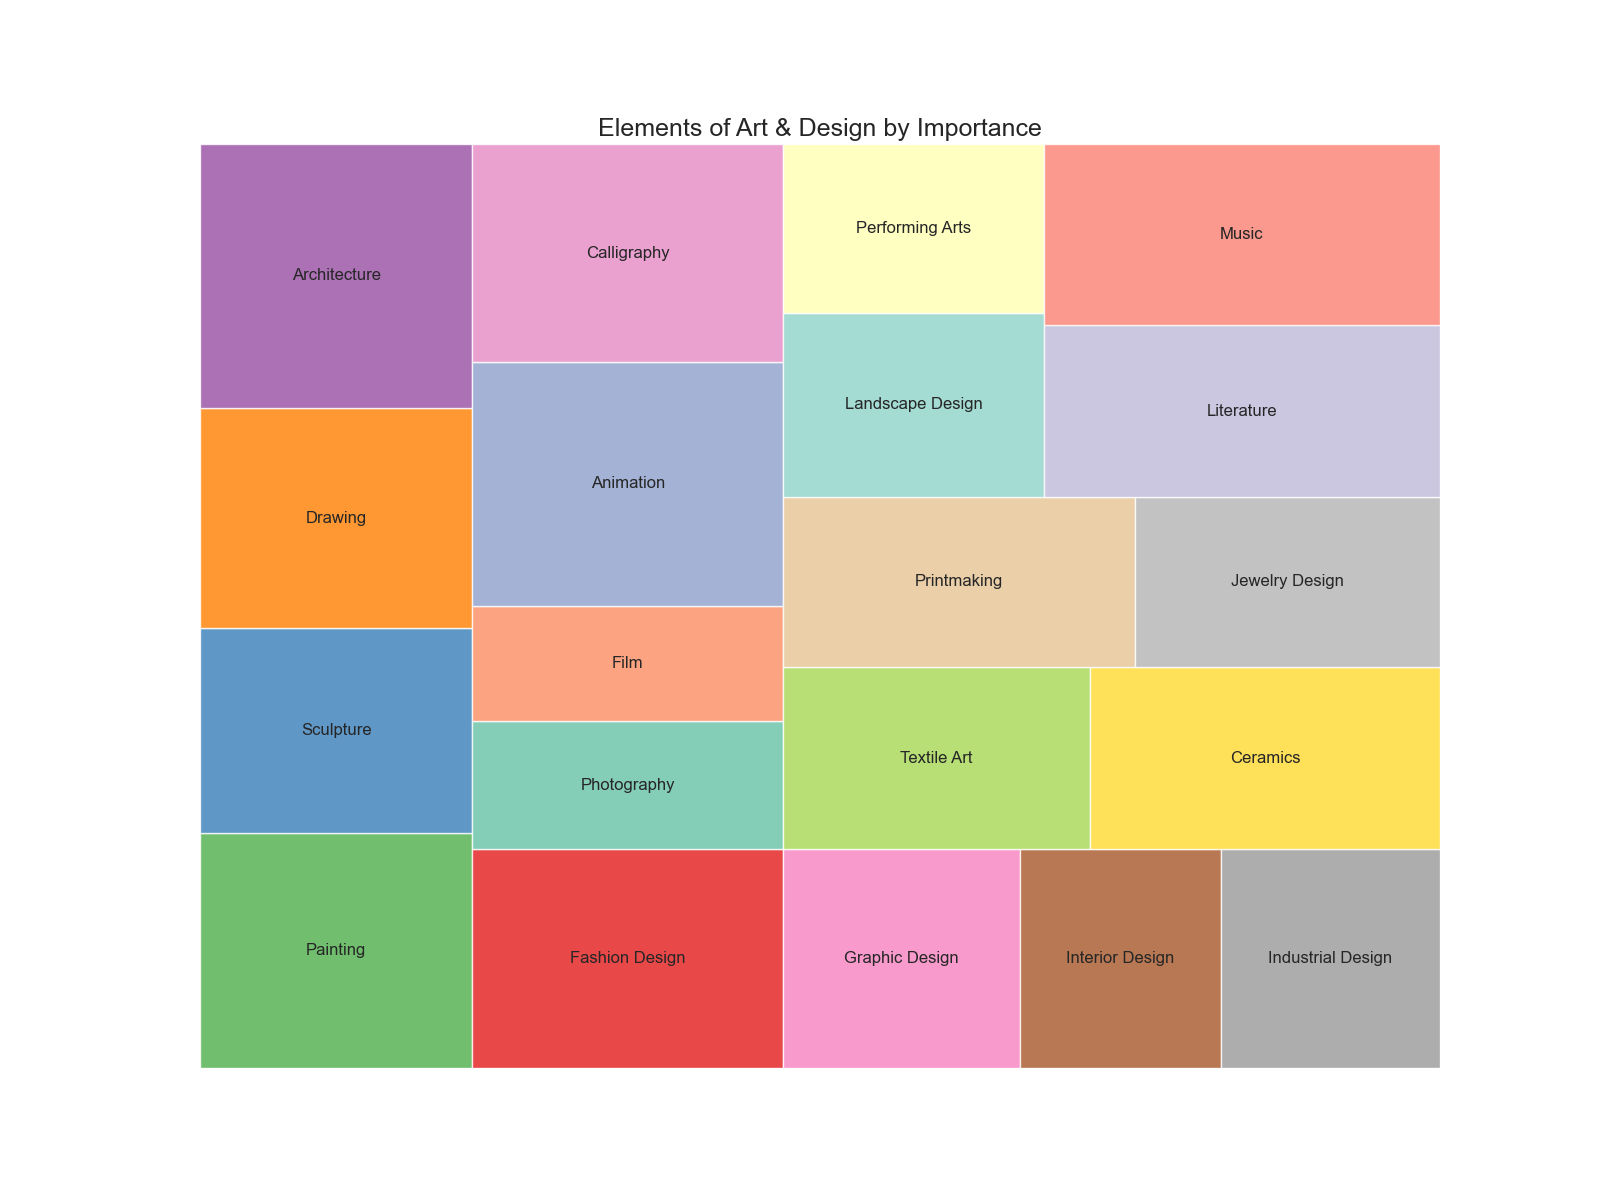 Elements of Art & Design by Importance
Architecture
Calligraphy
Performing Arts
Music
Landscape Design
Literature
Animation
Drawing
Printmaking
Jewelry Design
Film
Sculpture
Textile Art
Ceramics
Photography
Painting
Fashion Design
Graphic Design
Interior Design
Industrial Design